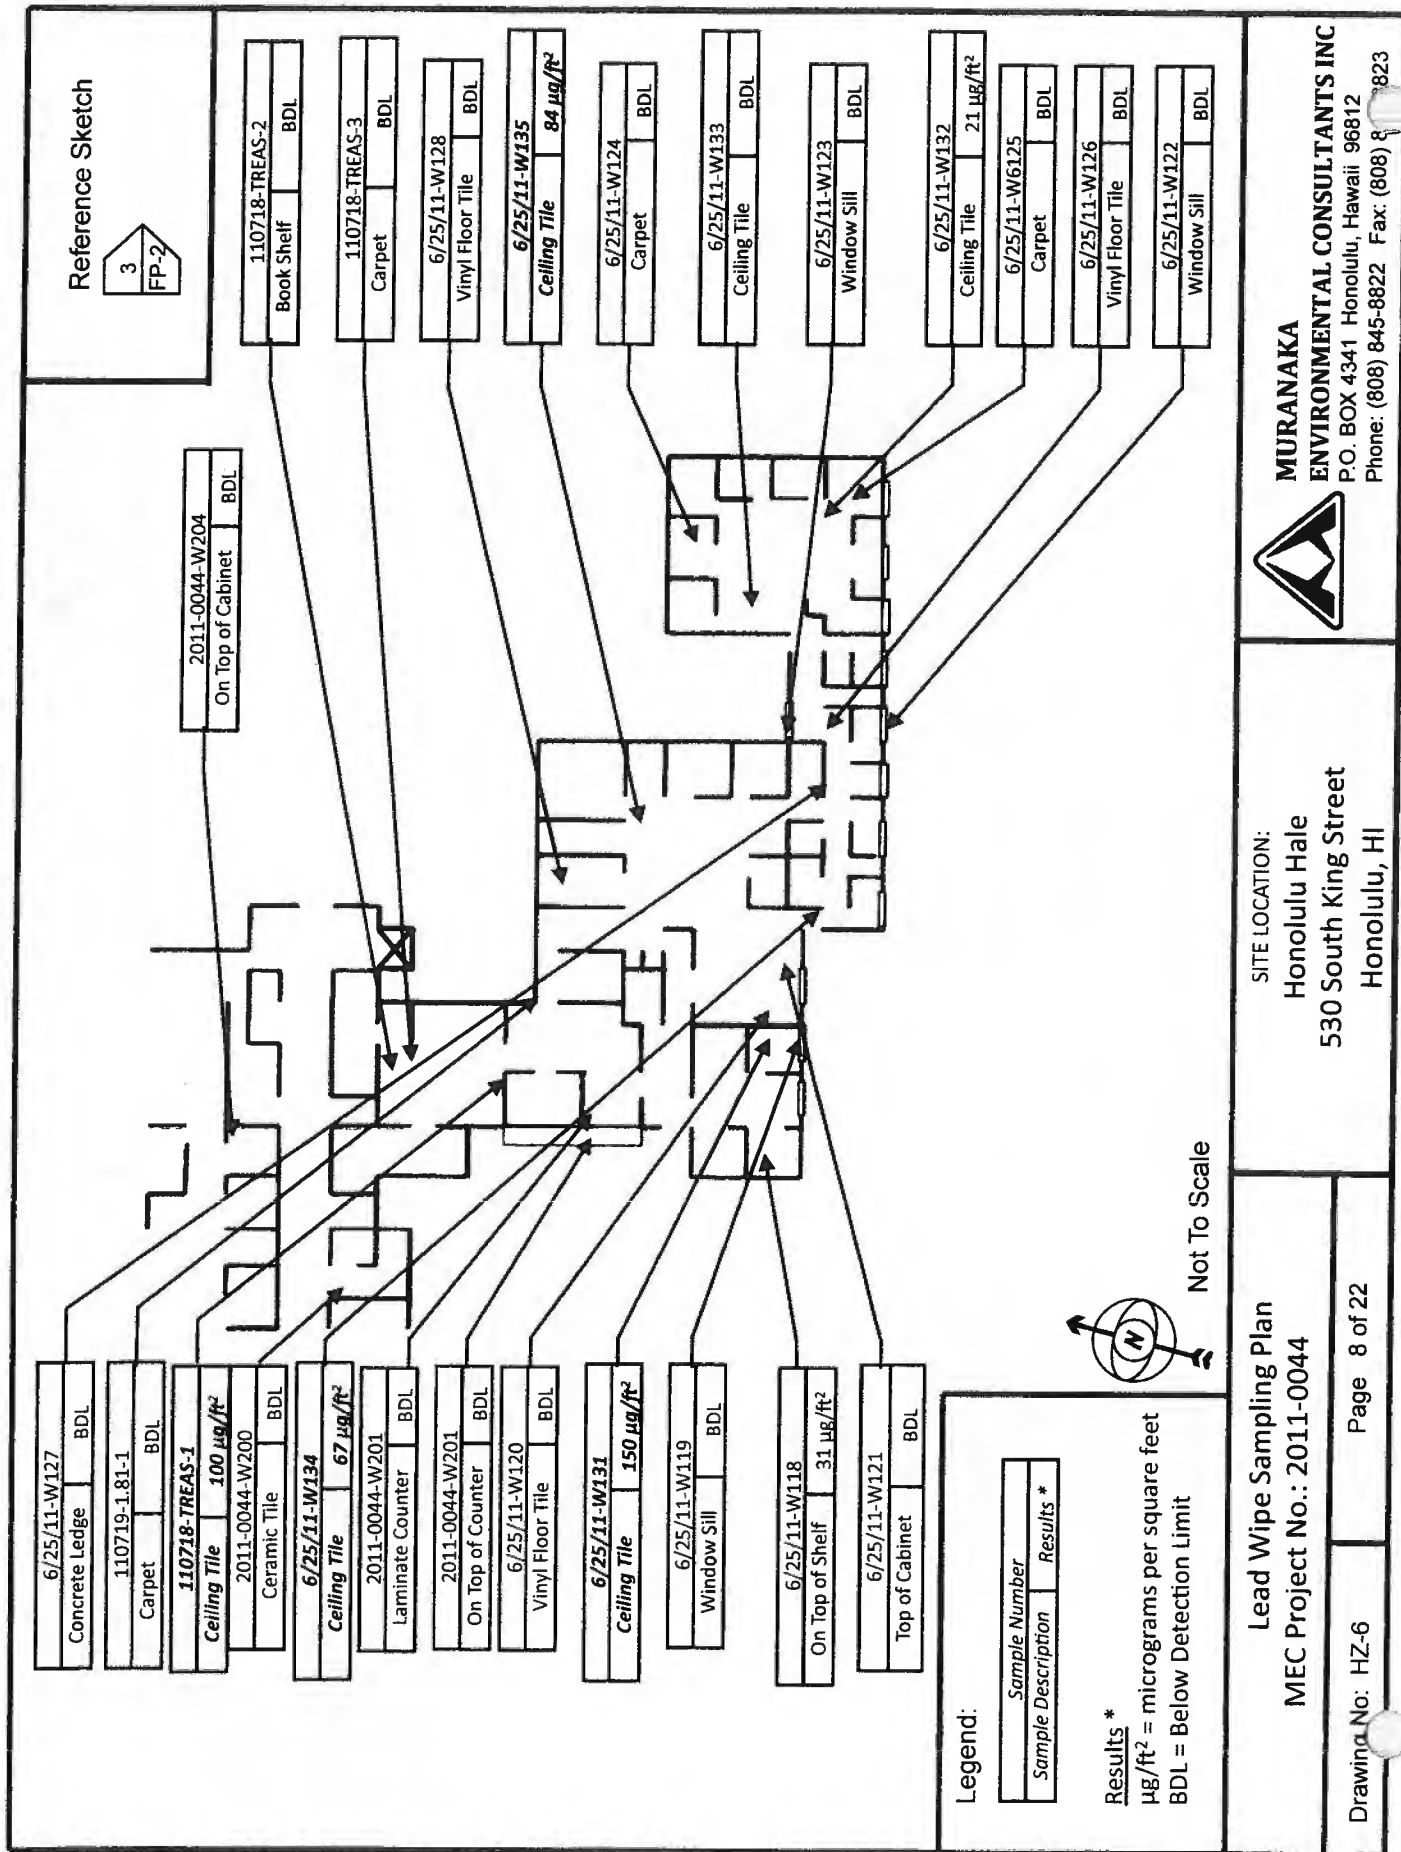 Reference Sketch
3
FP-2
2011-0044-W204
On Top of Cabinet BDL
110718-TREAS-2
Book Shelf BDL
110718-TREAS-3
Carpet BDL
6/25/11-W128
Vinyl Floor Tile BDL
6/25/11-W135
Ceiling Tile 84 µg/ft²
6/25/11-W124
Carpet BDL
6/25/11-W133
Ceiling Tile BDL
6/25/11-W123
Window Sill BDL
6/25/11-W132
Ceiling Tile 21 µg/ft²
6/25/11-W6125
Carpet BDL
6/25/11-W126
Vinyl Floor Tile BDL
6/25/11-W122
Window Sill BDL
6/25/11-W127
Concrete Ledge BDL
110719-1.81-1
Carpet BDL
110718-TREAS-1
Ceiling Tile 100 µg/ft²
2011-0044-W200
Ceramic Tile BDL
6/25/11-W134
Ceiling Tile 67 µg/ft²
2011-0044-W201
Laminate Counter BDL
2011-0044-W201
On Top of Counter BDL
6/25/11-W120
Vinyl Floor Tile BDL
6/25/11-W131
Ceiling Tile 150 µg/ft²
6/25/11-W119
Window Sill BDL
6/25/11-W118
On Top of Shelf 31 µg/ft²
6/25/11-W121
Top of Cabinet BDL
N
Not To Scale
Legend:
Sample Number
Sample Description Results *
Results *
µg/ft² = micrograms per square feet
BDL = Below Detection Limit
Lead Wipe Sampling Plan
MEC Project No.: 2011-0044
Drawing No: HZ-6
Page 8 of 22
SITE LOCATION:
Honolulu Hale
530 South King Street
Honolulu, HI
MURANAKA
ENVIRONMENTAL CONSULTANTS INC
P.O. BOX 4341 Honolulu, Hawaii 96812
Phone: (808) 845-8822 Fax: (808) 8 8823